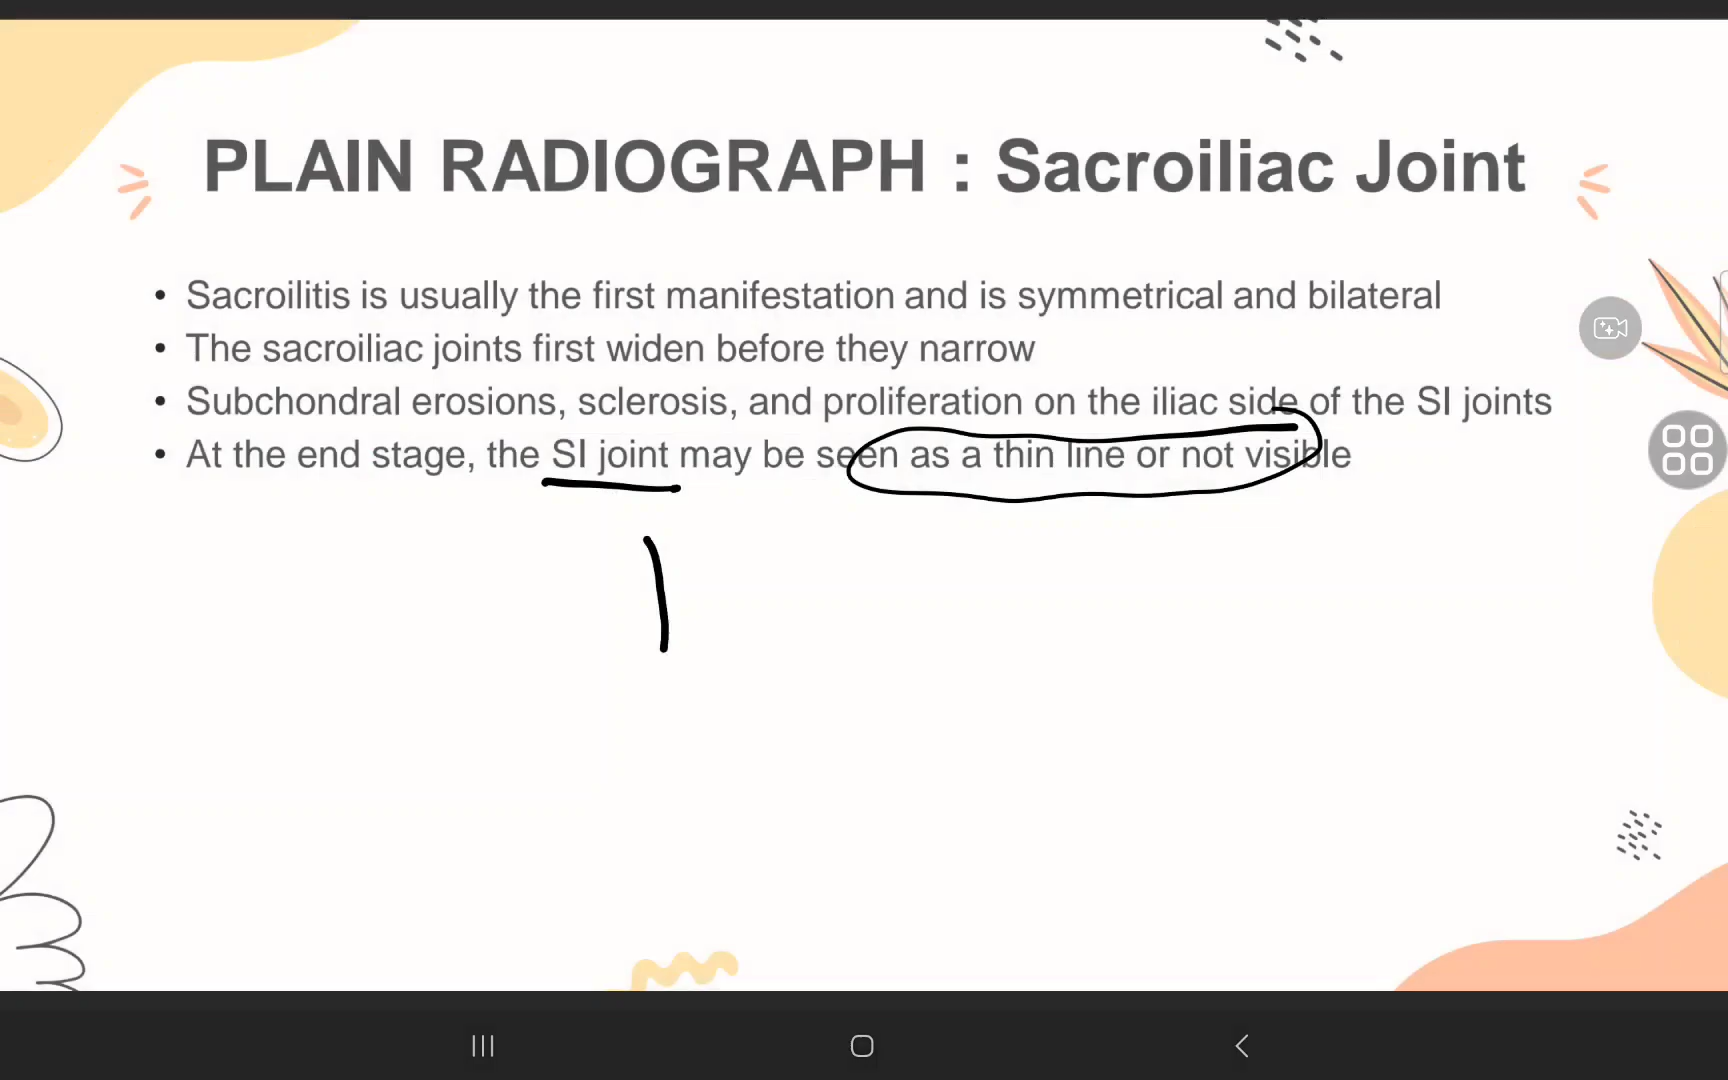 PLAIN RADIOGRAPH : Sacroiliac Joint
• Sacroilitis is usually the first manifestation and is symmetrical and bilateral
• The sacroiliac joints first widen before they narrow
• Subchondral erosions, sclerosis, and proliferation on the iliac side of the SI joints
• At the end stage, the SI joint may be seen as a thin line or not visible